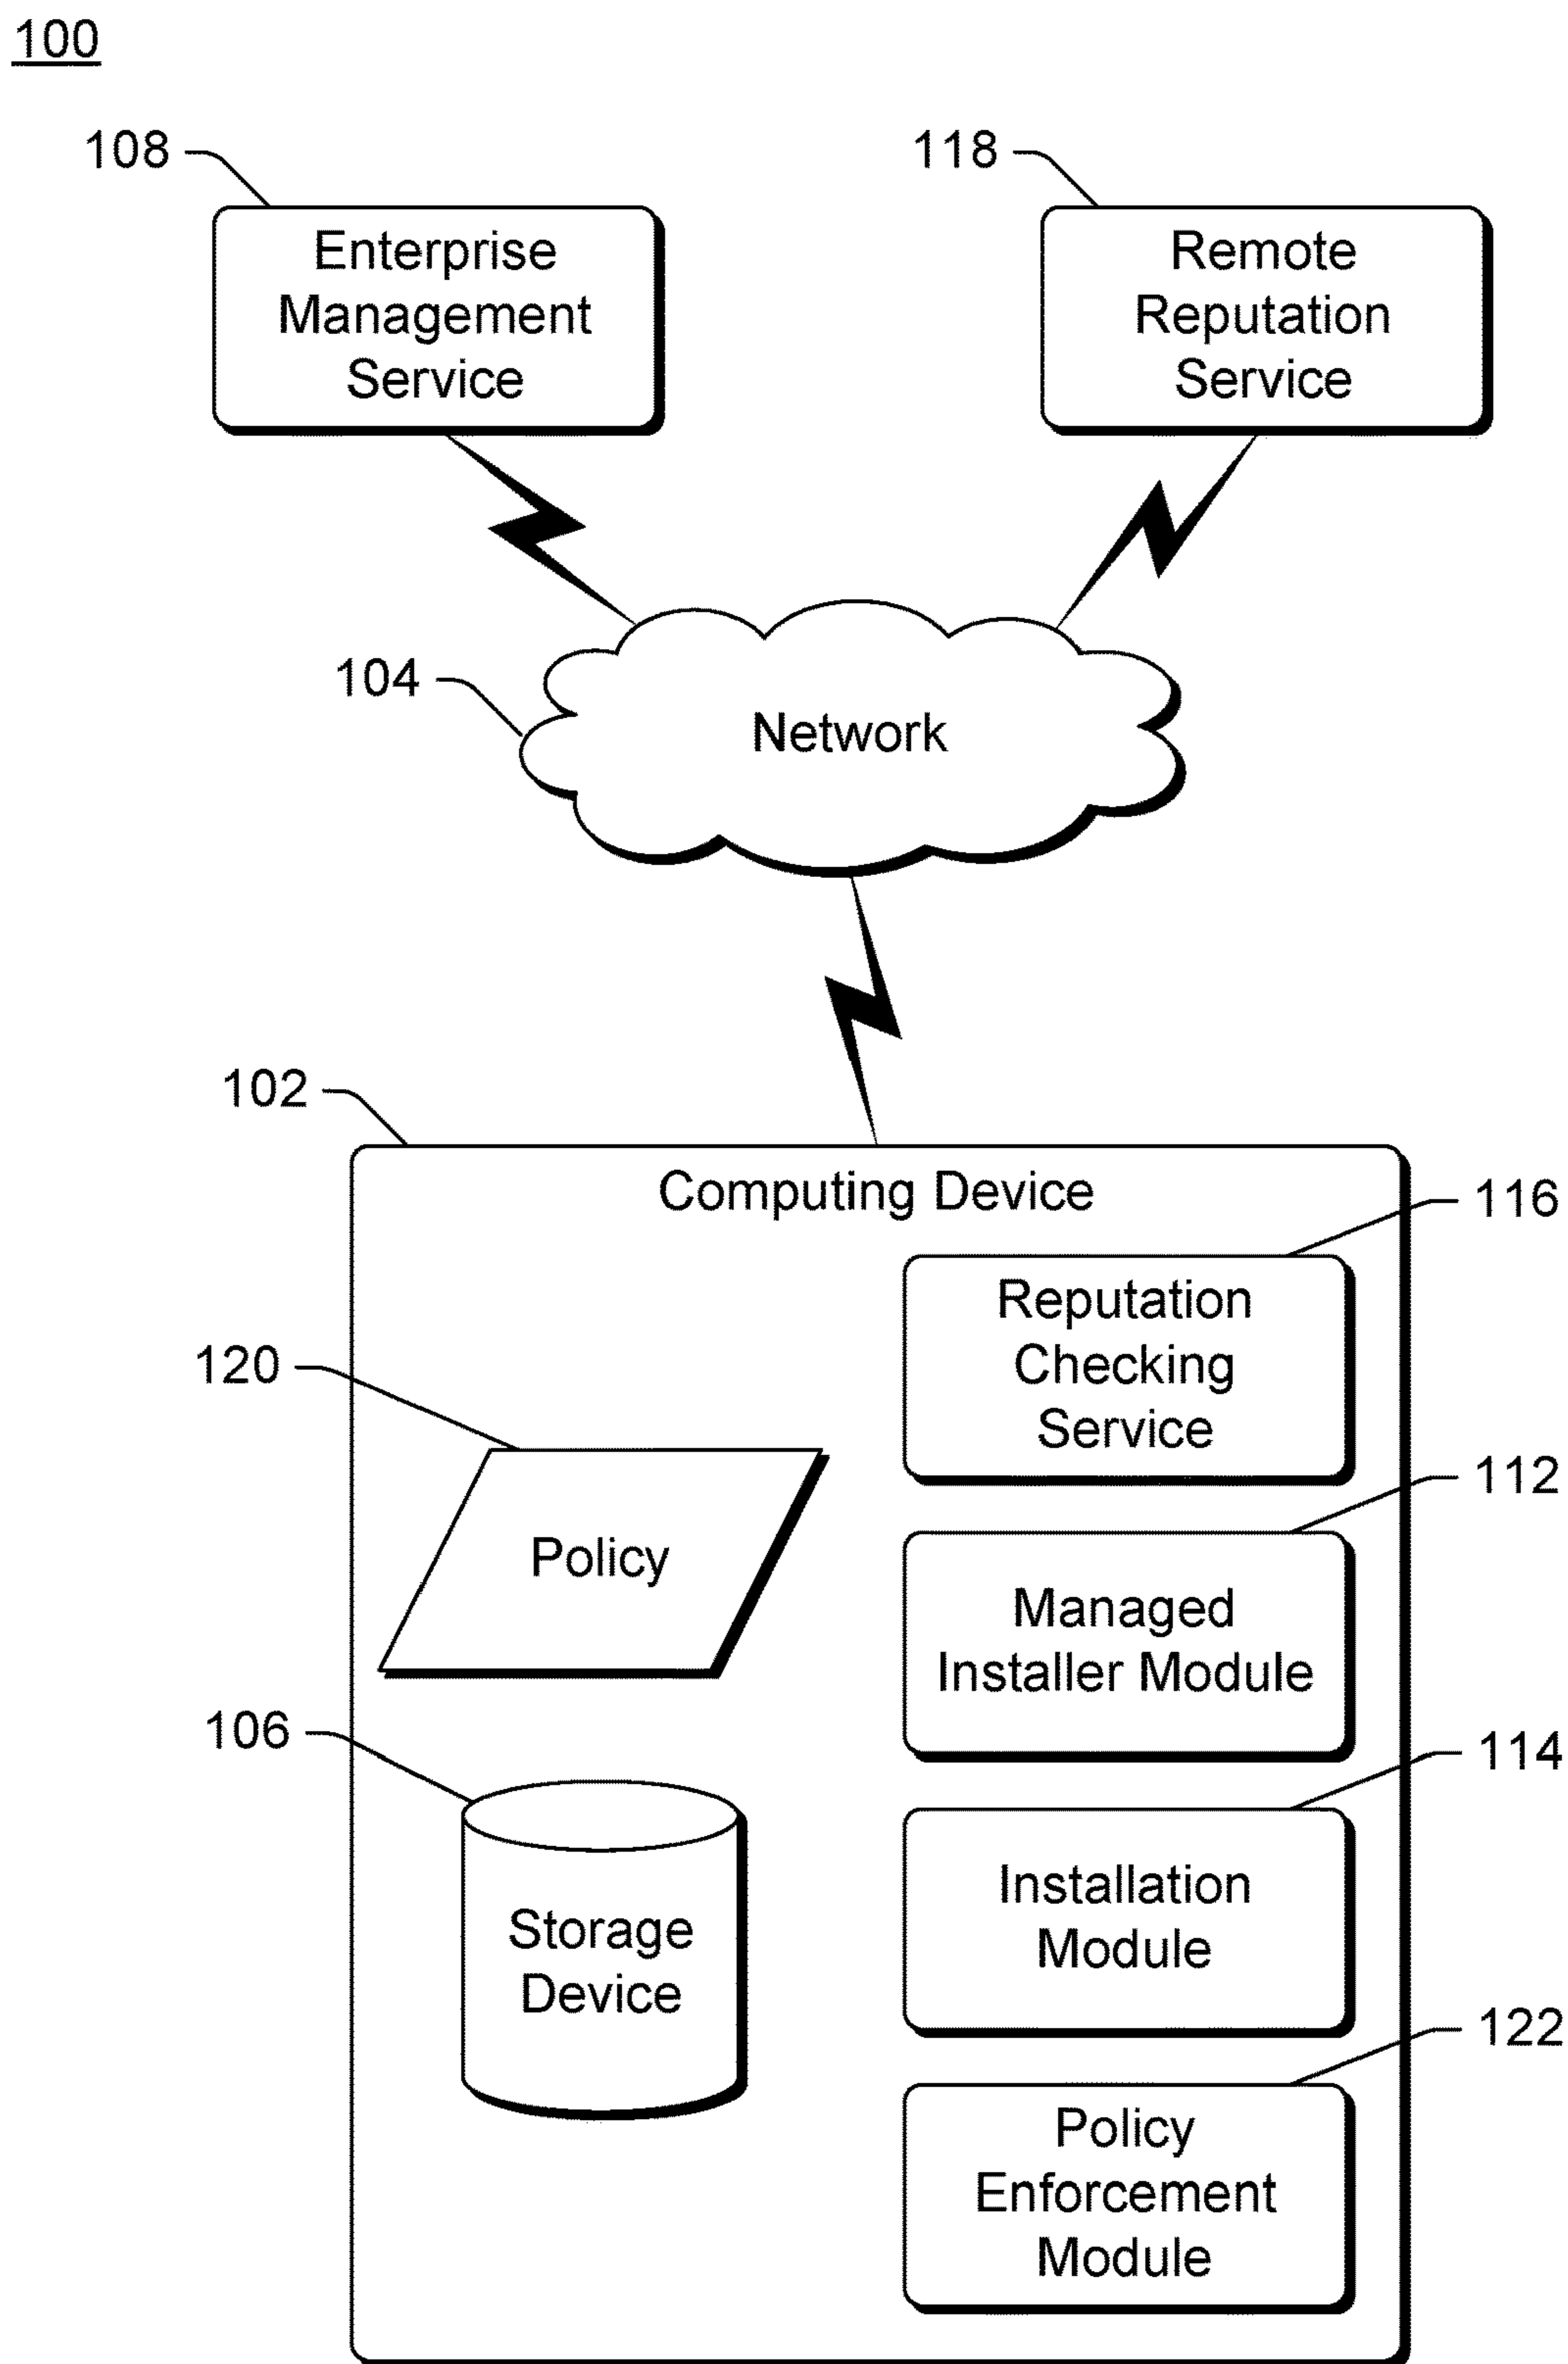 100
108
118
Enterprise
Management
Service
Remote
Reputation
Service
104
Network
102
Computing Device
116
Reputation
Checking
Service
120
Policy
112
Managed
Installer Module
106
Storage
Device
114
Installation
Module
122
Policy
Enforcement
Module